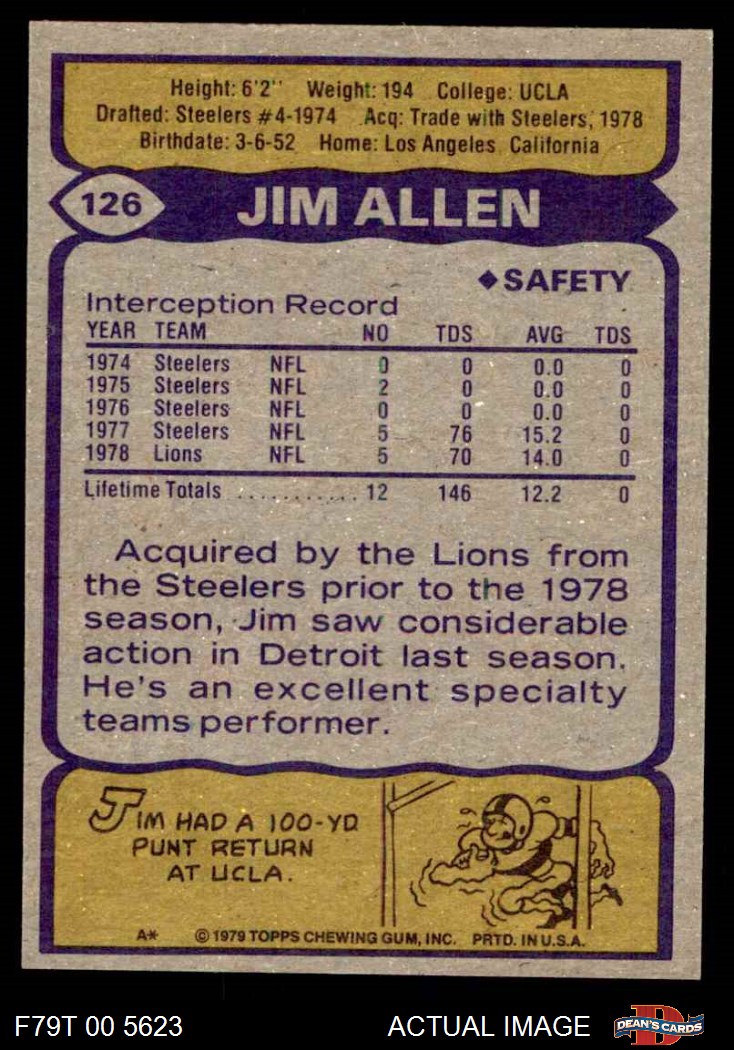 Height: 6'2" Weight: 194 College: UCLA
Drafted: Steelers #4-1974 Acq: Trade with Steelers, 1978
Birthdate: 3-6-52 Home: Los Angeles, California
126
JIM ALLEN
◆SAFETY
Interception Record
YEAR TEAM NO TDS AVG TDS
1974 Steelers NFL 0 0 0.0 0
1975 Steelers NFL 2 0 0.0 0
1976 Steelers NFL 0 0 0.0 0
1977 Steelers NFL 5 76 15.2 0
1978 Lions NFL 5 70 14.0 0
Lifetime Totals ........... 12 146 12.2 0
Acquired by the Lions from
the Steelers prior to the 1978
season, Jim saw considerable
action in Detroit last season.
He's an excellent specialty
teams performer.
JIM HAD A 100-YD
PUNT RETURN
AT UCLA.
A* © 1979 TOPPS CHEWING GUM, INC. PRTD. IN U.S.A.
F79T 00 5623 ACTUAL IMAGE D DEAN'S CARDS